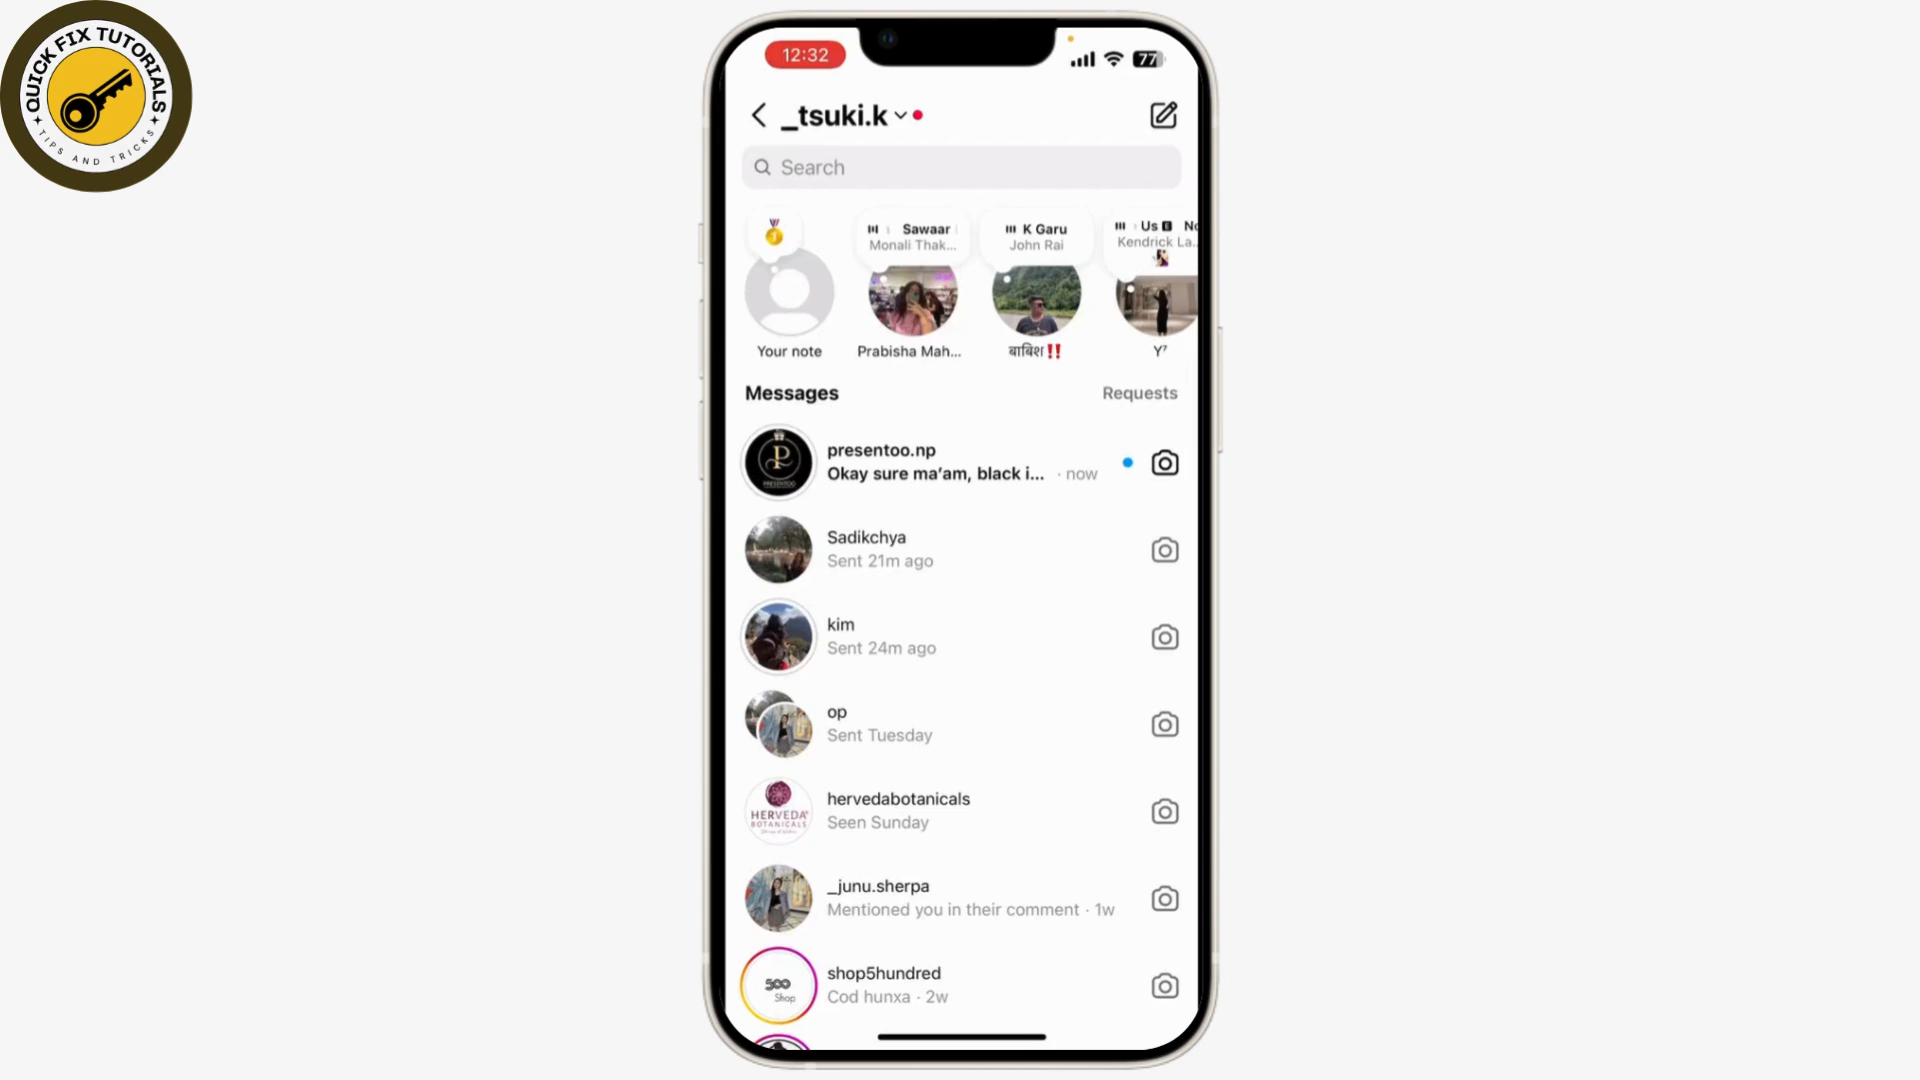 QUICK FIX TUTORIALS
TIPS AND TRICKS
12:32
77
_tsuki.k
Search
Sawaar
Monali Thak...
K Garu
John Rai
Us E No
Kendrick La...
Your note
Prabisha Mah...
बाबिश‼️
Y⁷
Messages
Requests
presentoo.np
Okay sure ma’am, black i... · now
P
PRESENTOO
Sadikchya
Sent 21m ago
kim
Sent 24m ago
op
Sent Tuesday
hervedabotanicals
Seen Sunday
HERVEDA
BOTANICALS
_junu.sherpa
Mentioned you in their comment · 1w
shop5hundred
Cod hunxa · 2w
500
Shop